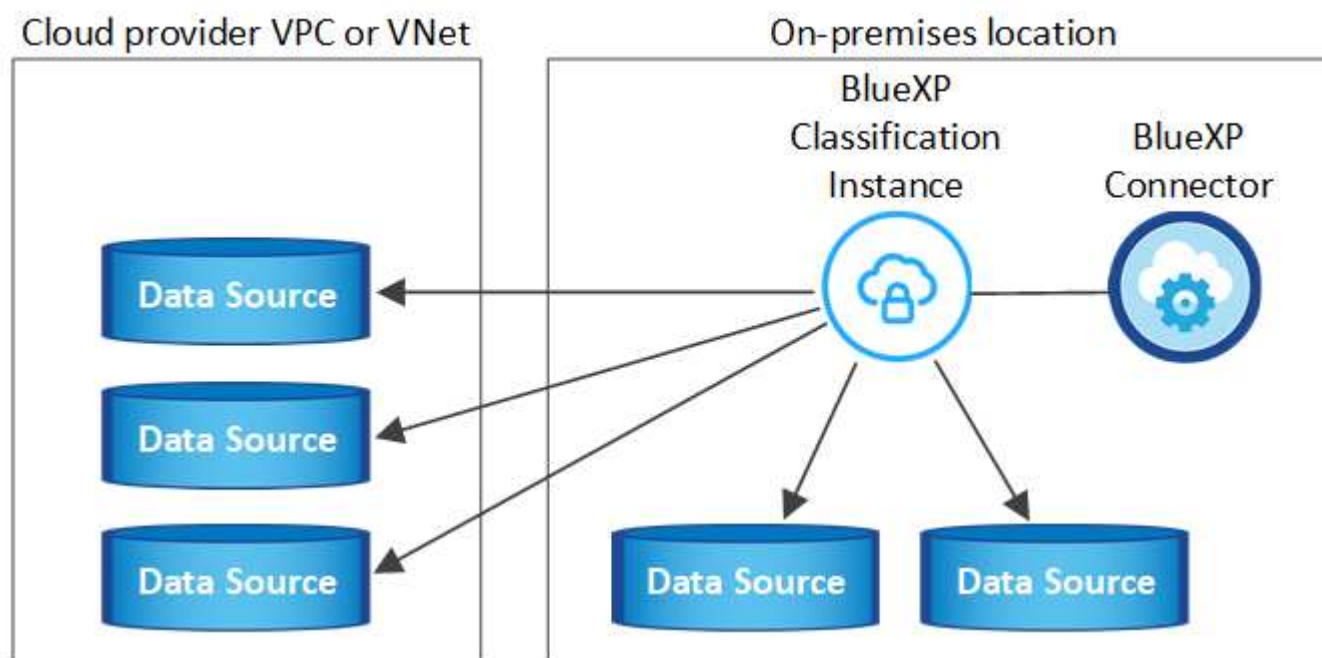 Cloud provider VPC or VNet
On-premises location
BlueXP
Classification
Instance
BlueXP
Connector
Data Source
Data Source
Data Source
Data Source
Data Source